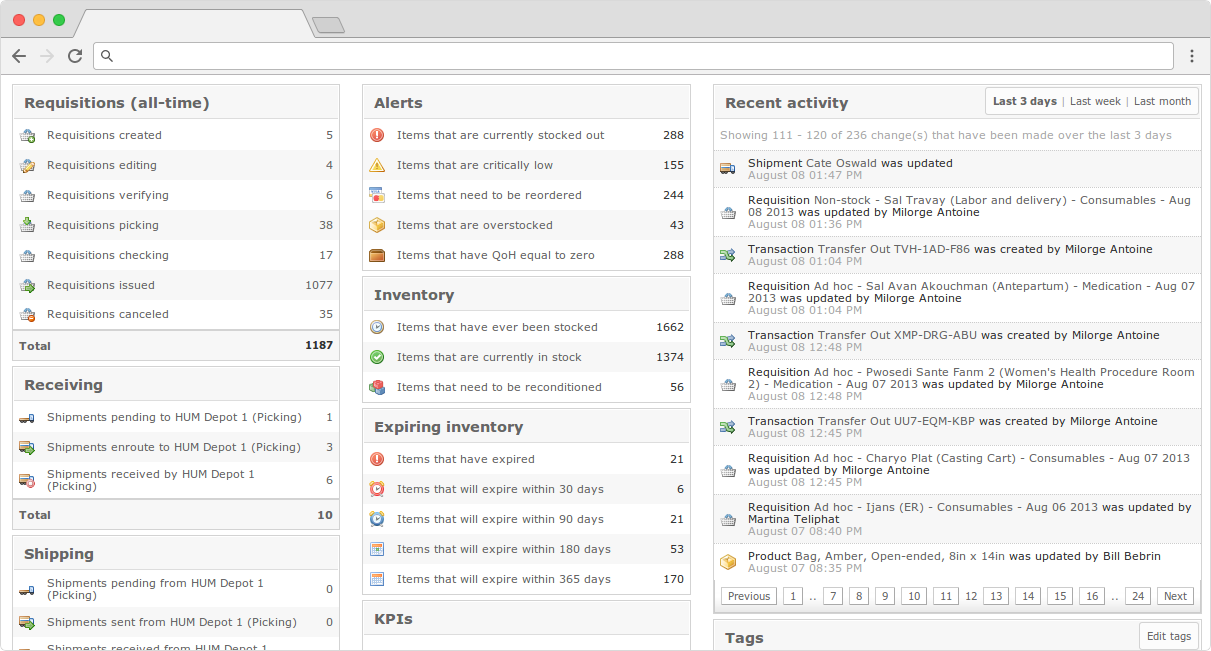 Requisitions (all-time)
Requisitions created 5
Requisitions editing 4
Requisitions verifying 6
Requisitions picking 38
Requisitions checking 17
Requisitions issued 1077
Requisitions canceled 35
Total 1187
Receiving
Shipments pending to HUM Depot 1 (Picking) 1
Shipments enroute to HUM Depot 1 (Picking) 3
Shipments received by HUM Depot 1
(Picking) 6
Total 10
Shipping
Shipments pending from HUM Depot 1
(Picking) 0
Shipments sent from HUM Depot 1 (Picking) 0
Shipments received from HUM Depot 1
Alerts
Items that are currently stocked out 288
Items that are critically low 155
Items that need to be reordered 244
Items that are overstocked 43
Items that have QoH equal to zero 288
Inventory
Items that have ever been stocked 1662
Items that are currently in stock 1374
Items that need to be reconditioned 56
Expiring inventory
Items that have expired 21
Items that will expire within 30 days 6
Items that will expire within 90 days 21
Items that will expire within 180 days 53
Items that will expire within 365 days 170
KPIs
Recent activity
Last 3 days | Last week | Last month
Showing 111 - 120 of 236 change(s) that have been made over the last 3 days
Shipment Cate Oswald was updated
August 08 01:47 PM
Requisition Non-stock - Sal Travay (Labor and delivery) - Consumables - Aug
08 2013 was updated by Milorge Antoine
August 08 01:36 PM
Transaction Transfer Out TVH-1AD-F86 was created by Milorge Antoine
August 08 01:04 PM
Requisition Ad hoc - Sal Avan Akouchman (Antepartum) - Medication - Aug 07
2013 was updated by Milorge Antoine
August 08 01:04 PM
Transaction Transfer Out XMP-DRG-ABU was created by Milorge Antoine
August 08 12:48 PM
Requisition Ad hoc - Pwosedi Sante Fanm 2 (Women's Health Procedure Room
2) - Medication - Aug 07 2013 was updated by Milorge Antoine
August 08 12:48 PM
Transaction Transfer Out UU7-EQM-KBP was created by Milorge Antoine
August 08 12:45 PM
Requisition Ad hoc - Charyo Plat (Casting Cart) - Consumables - Aug 07 2013
was updated by Milorge Antoine
August 08 12:45 PM
Requisition Ad hoc - Ijans (ER) - Consumables - Aug 06 2013 was updated by
Martina Teliphat
August 07 08:40 PM
Product Bag, Amber, Open-ended, 8in x 14in was updated by Bill Bebrin
August 07 08:35 PM
Previous 1 .. 7 8 9 10 11 12 13 14 15 16 .. 24 Next
Tags
Edit tags